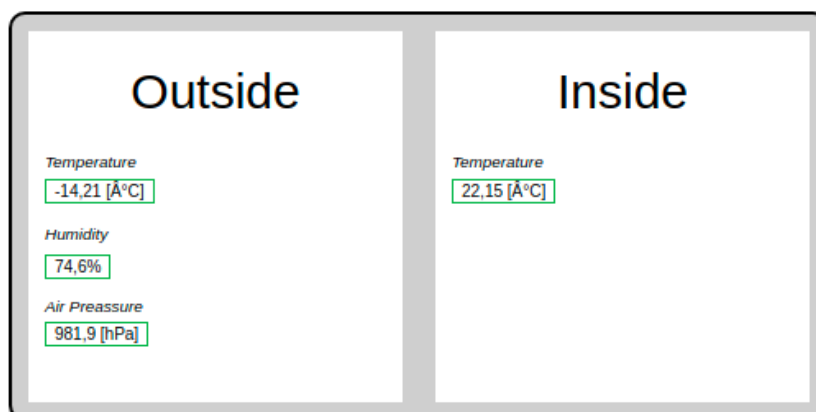 Outside
Temperature
-14,21 [Â°C]
Humidity
74,6%
Air Preassure
981,9 [hPa]
Inside
Temperature
22,15 [Â°C]